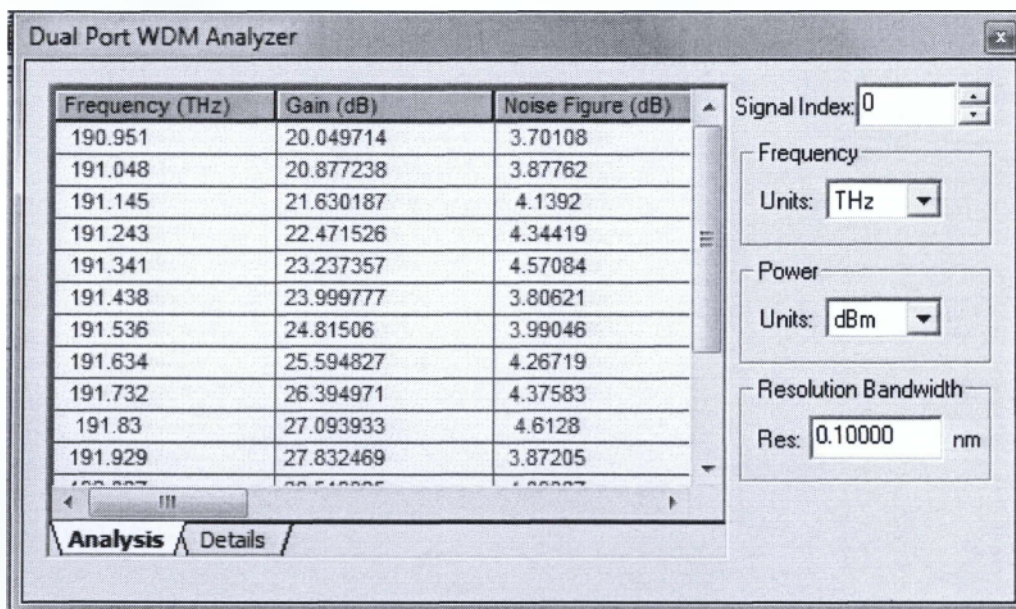 Dual Port WDM Analyzer
Frequency (THz) Gain (dB) Noise Figure (dB)
190.951 20.049714 3.70108
191.048 20.877238 3.87762
191.145 21.630187 4.1392
191.243 22.471526 4.34419
191.341 23.237357 4.57084
191.438 23.999777 3.80621
191.536 24.81506 3.99046
191.634 25.594827 4.26719
191.732 26.394971 4.37583
191.83 27.093933 4.6128
191.929 27.832469 3.87205
Analysis Details
Signal Index: 0
Frequency
Units: THz
Power
Units: dBm
Resolution Bandwidth
Res: 0.10000 nm